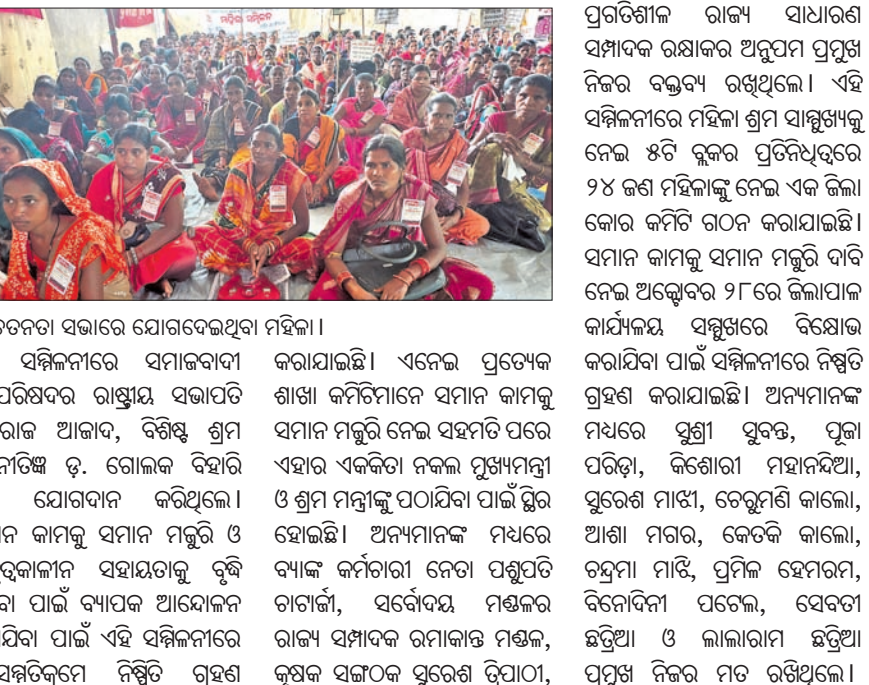 ମହିଳା ସମ୍ମିଳନୀ
ଚେତନତା ସଭାରେ ଯୋଗଦେଇଥିବା ମହିଳା।
ସମ୍ମିଳନୀରେ ସମାଜବାଦୀ
ପରିଷଦର ରାଷ୍ଟ୍ରୀୟ ସଭାପତି
ରାଜ ଆଜାଦ, ବିଶିଷ୍ଟ ଶ୍ରମ
ନୀତିଜ୍ଞ ଡ଼. ଗୋଲକ ବିହାରି
ଯୋଗଦାନ କରିଥିଲେ।
ନ କାମକୁ ସମାନ ମଜୁରି ଓ
ତ୍ୱକାଳୀନ ସହାୟତାକୁ ବୃଦ୍ଧି
ବା ପାଇଁ ବ୍ୟାପକ ଆନ୍ଦୋଳନ
ଯିବା ପାଇଁ ଏହି ସମ୍ମିଳନୀରେ
ସମ୍ମତିକ୍ରମେ ନିଷ୍ପତି ଗ୍ରହଣ
କରାଯାଇଛି। ଏନେଇ ପ୍ରତ୍ୟେକ
ଶାଖା କମିଟିମାନେ ସମାନ କାମକୁ
ସମାନ ମଜୁରି ନେଇ ସହମତି ପରେ
ଏହାର ଏକକିତା ନକଲ ମୁଖ୍ୟମନ୍ତ୍ରୀ
ଓ ଶ୍ରମ ମନ୍ତ୍ରୀଙ୍କୁ ପଠାଯିବା ପାଇଁ ସ୍ଥିର
ହୋଇଛି। ଅନ୍ୟମାନଙ୍କ ମଧ୍ୟରେ
ବ୍ୟାଙ୍କ କର୍ମଚାରୀ ନେତା ପଶୁପତି
ଚାଟାର୍ଜୀ, ସର୍ବୋଦୟ ମଣ୍ଡଳର
ରାଜ୍ୟ ସମ୍ପାଦକ ରମାକାନ୍ତ ମଣ୍ଡଳ,
କୃଷକ ସଙ୍ଗଠକ ସୁରେଶ ତ୍ରିପାଠୀ,
ପ୍ରଗତିଶୀଳ ରାଜ୍ୟ ସାଧାରଣ
ସମ୍ପାଦକ ରକ୍ଷାକର ଅନୁପମ ପ୍ରମୁଖ
ନିଜର ବକ୍ତବ୍ୟ ରଖିଥିଲେ। ଏହି
ସମ୍ମିଳନୀରେ ମହିଳା ଶ୍ରମ ସାମ୍ମୁଖ୍ୟକୁ
ନେଇ ୫ଟି ବ୍ଲକର ପ୍ରତିନିଧିତ୍ୱରେ
୨୪ ଜଣ ମହିଳାଙ୍କୁ ନେଇ ଏକ ଜିଲା
କୋର କମିଟି ଗଠନ କରାଯାଇଛି।
ସମାନ କାମକୁ ସମାନ ମଜୁରି ଦାବି
ନେଇ ଅକ୍ଟୋବର ୨୮ରେ ଜିଲାପାଳ
କାର୍ଯ୍ୟାଳୟ ସମ୍ମୁଖରେ ବିକ୍ଷୋଭ
କରାଯିବା ପାଇଁ ସମ୍ମିଳନୀରେ ନିଷ୍ପତି
ଗ୍ରହଣ କରାଯାଇଛି। ଅନ୍ୟମାନଙ୍କ
ମଧ୍ୟରେ ସୁଶ୍ରୀ ସୁବନ୍ତ, ପୂଜା
ପରିଡ଼ା, କିଶୋରୀ ମହାନନ୍ଦିଆ,
ସୁରେଶ ମାଝୀ, ଚେରୁମଣି କାଲୋ,
ଆଶା ମଗର, କେତକି କାଲୋ,
ଚନ୍ଦ୍ରମା ମାଝି, ପ୍ରମିଳ ହେମରମ,
ବିନୋଦିନୀ ପଟେଲ, ସେବତୀ
ଛତ୍ରିଆ ଓ ଲାଲାରାମ ଛତ୍ରିଆ
ପ୍ରମୁଖ ନିଜର ମତ ରଖିଥିଲେ।